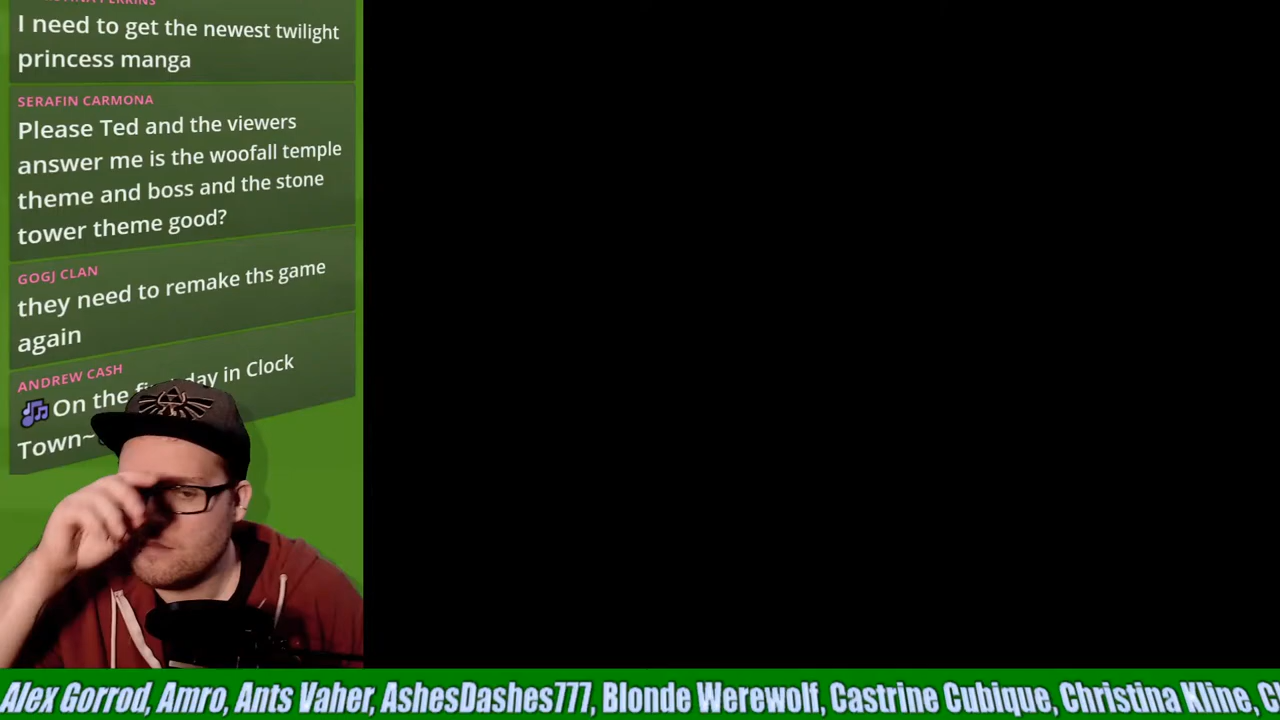 I need to get the newest twilight
princess manga
SERAFIN CARMONA
Please Ted and the viewers
answer me is the woofall temple
theme and boss and the stone
tower theme good?
GOGJ CLAN
they need to remake ths game
again
ANDREW CASH
On the first day in Clock
Town~
Alex Gorrod, Amro, Ants Vaher, AshesDashes777, Blonde Werewolf, Castrine Cubique, Christina Kline,